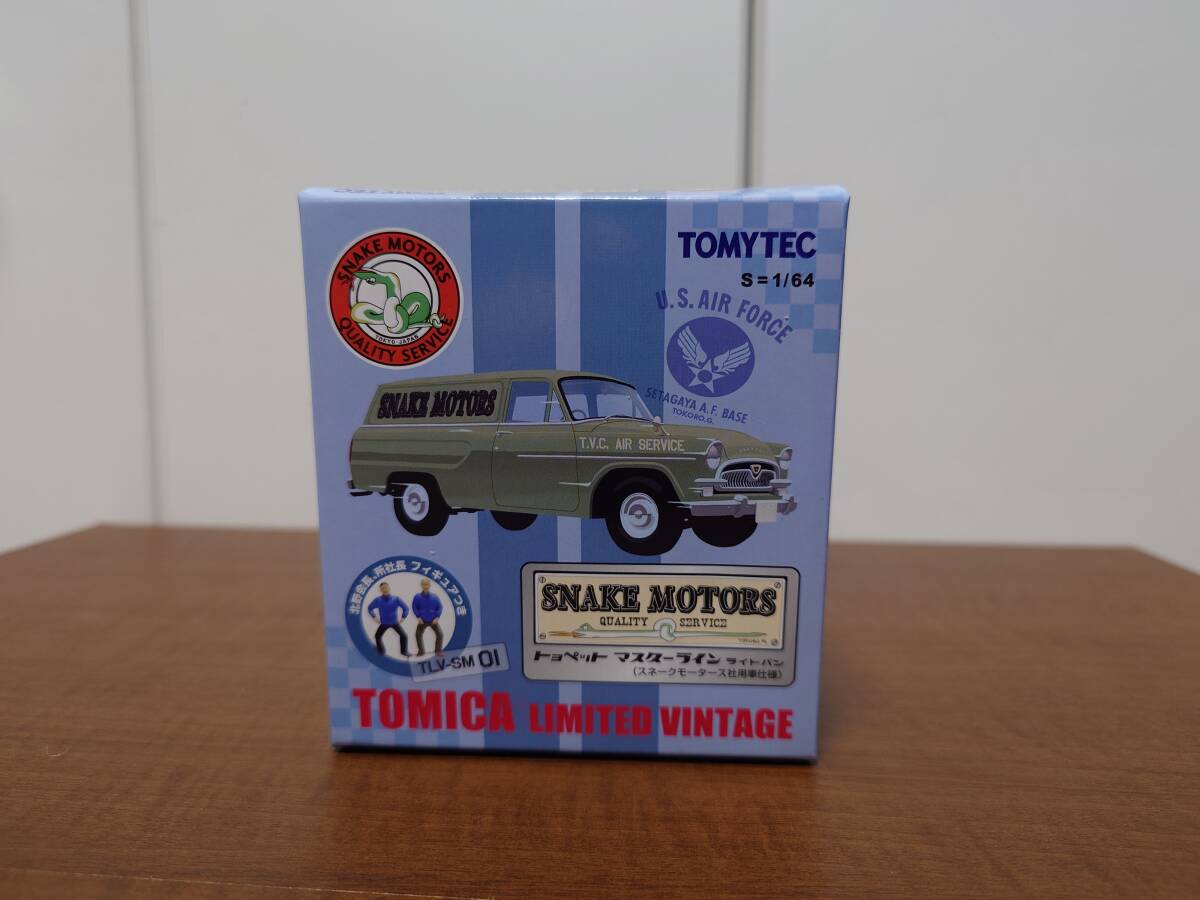 SNAKE MOTORS
TOKYO JAPAN
QUALITY SERVICE
TOMYTEC
S=1/64
U.S. AIR FORCE
SETAGAYA A.F. BASE
TOKORO.G.
SNAKE MOTORS
T.V.C. AIR SERVICE
北野会長、所社長 フィギュアつき
TLV-SM 01
SNAKE MOTORS
QUALITY SERVICE
トヨペット マスターライン ライトバン
(スネークモータース社用車仕様)
TOMICA LIMITED VINTAGE